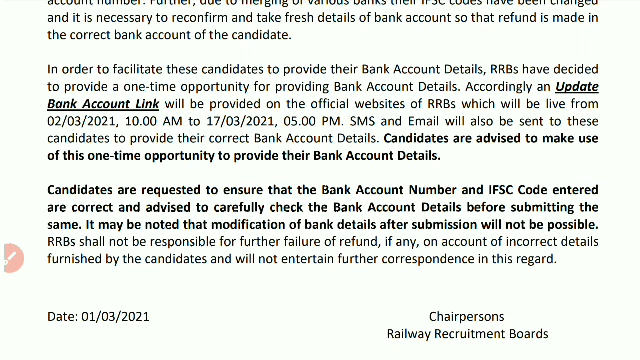 account number. Further, due to merging of various banks their IFSC codes have been changed
and it is necessary to reconfirm and take fresh details of bank account so that refund is made in
the correct bank account of the candidate.
In order to facilitate these candidates to provide their Bank Account Details, RRBs have decided
to provide a one-time opportunity for providing Bank Account Details. Accordingly an Update
Bank Account Link will be provided on the official websites of RRBs which will be live from
02/03/2021, 10.00 AM to 17/03/2021, 05.00 PM. SMS and Email will also be sent to these
candidates to provide their correct Bank Account Details. Candidates are advised to make use
of this one-time opportunity to provide their Bank Account Details.
Candidates are requested to ensure that the Bank Account Number and IFSC Code entered
are correct and advised to carefully check the Bank Account Details before submitting the
same. It may be noted that modification of bank details after submission will not be possible.
RRBs shall not be responsible for further failure of refund, if any, on account of incorrect details
furnished by the candidates and will not entertain further correspondence in this regard.
Date: 01/03/2021
Chairpersons
Railway Recruitment Boards